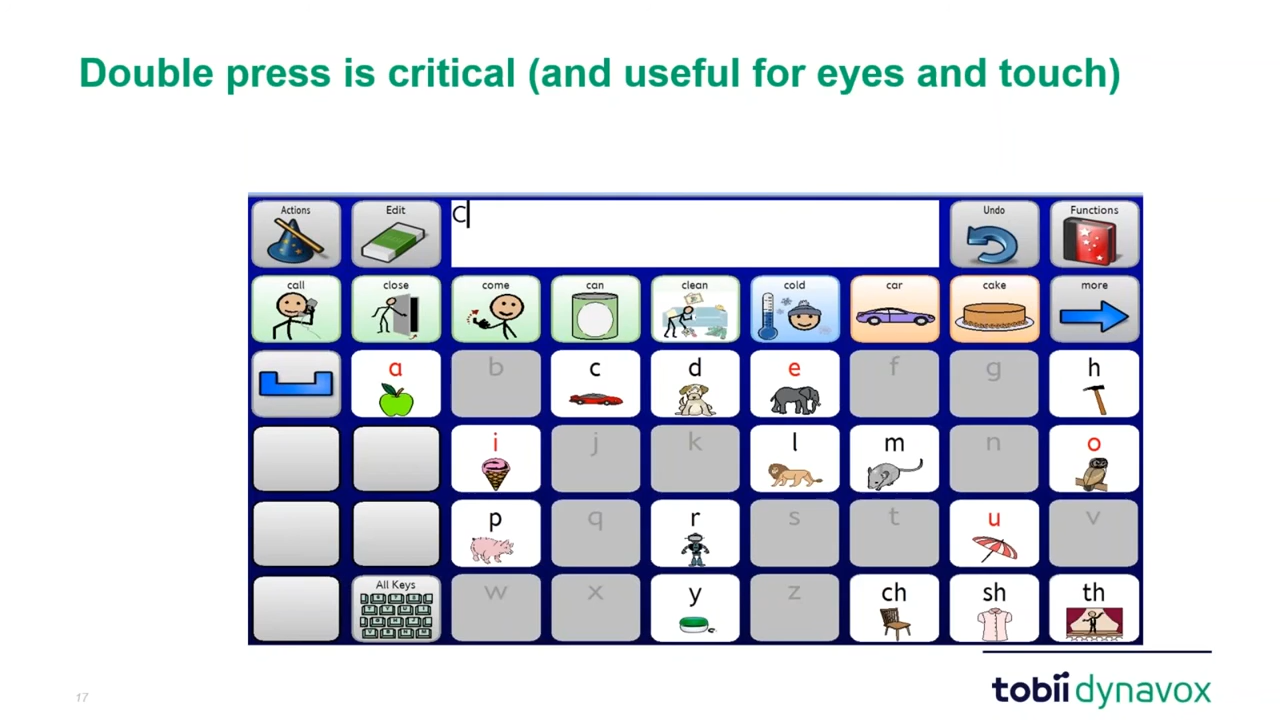 Double press is critical (and useful for eyes and touch)
Actions Edit C Undo Functions
call close come can clean cold car cake more
a b c d e f g h
i j k l m n o
p q r s t u v
All Keys w x y z ch sh th
tobii dynavox
17